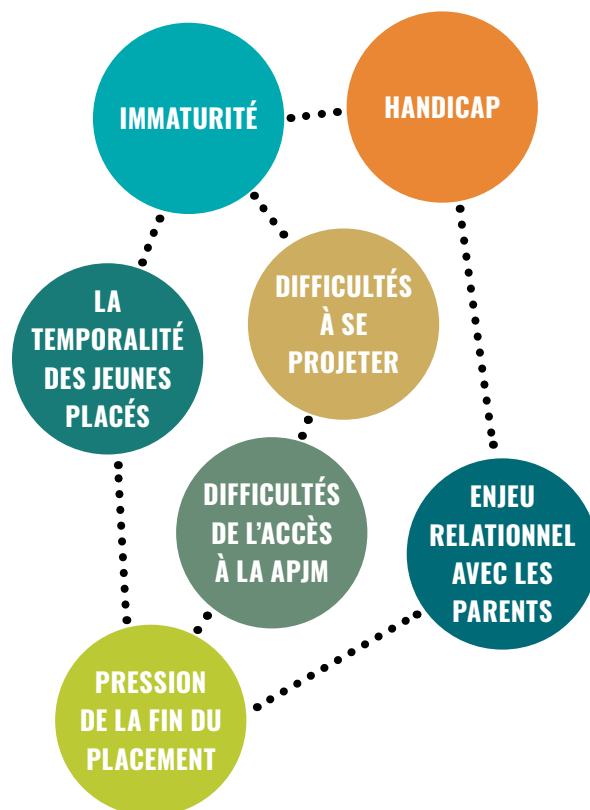 IMMATURITÉ
HANDICAP
DIFFICULTÉS
À SE
PROJETER
LA
TEMPORALITÉ
DES JEUNES
PLACÉS
DIFFICULTÉS
DE L'ACCÈS
À LA APJM
ENJEU
RELATIONNEL
AVEC LES
PARENTS
PRESSION
DE LA FIN DU
PLACEMENT